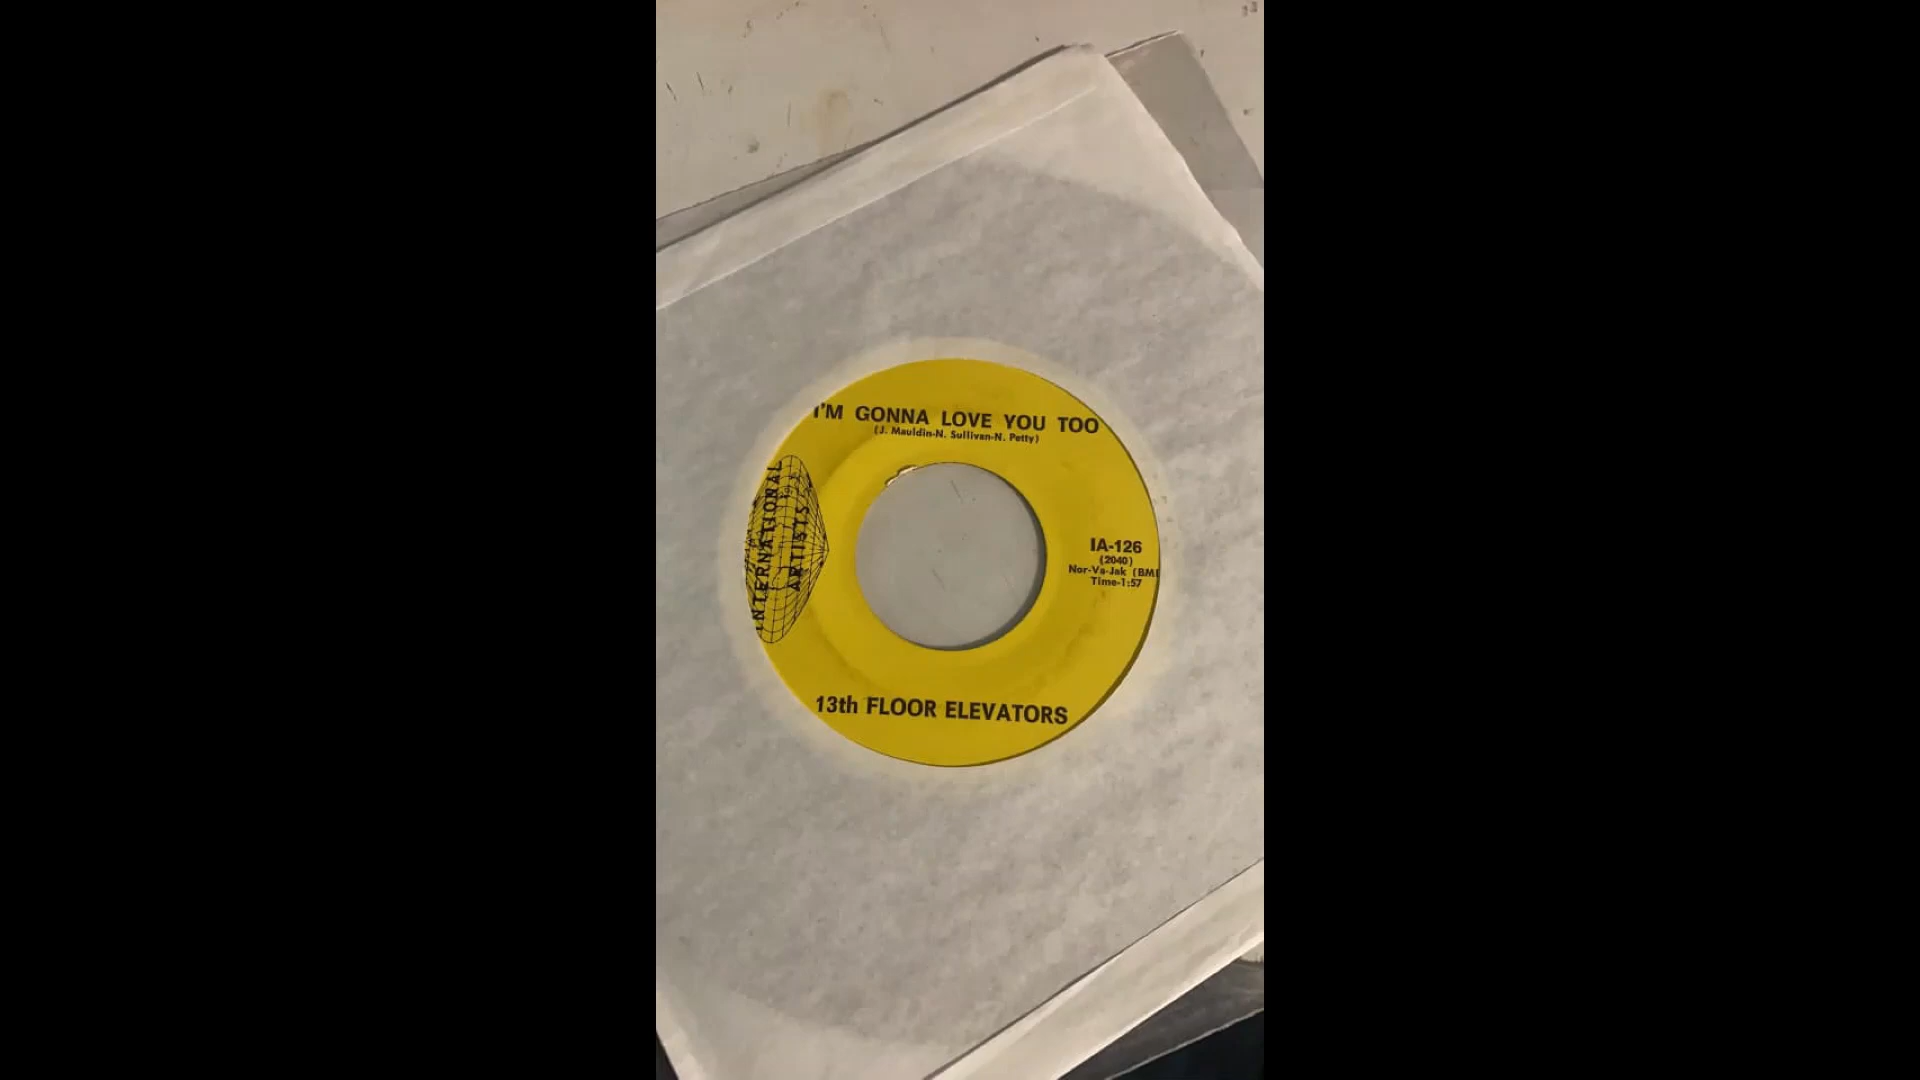 I'M GONNA LOVE YOU TOO
(J. Mauldin-N. Sullivan-N. Petty)
INTERNATIONAL
ARTISTS
IA-126
(2040)
Nor-Va-Jak (BMI
Time-1:57
13th FLOOR ELEVATORS